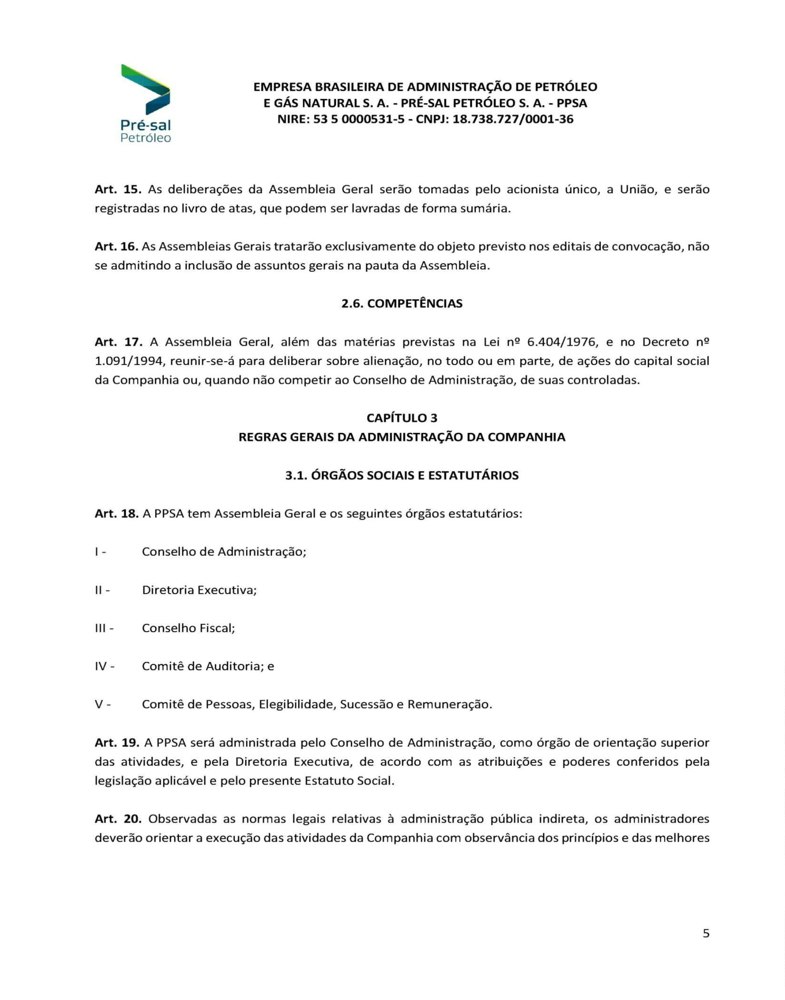 Pré-sal
Petróleo
EMPRESA BRASILEIRA DE ADMINISTRAÇÃO DE PETRÓLEO
E GÁS NATURAL S. A. - PRÉ-SAL PETRÓLEO S. A. - PPSA
NIRE: 53 5 0000531-5 - CNPJ: 18.738.727/0001-36
Art. 15. As deliberações da Assembleia Geral serão tomadas pelo acionista único, a União, e serão
registradas no livro de atas, que podem ser lavradas de forma sumária.
Art. 16. As Assembleias Gerais tratarão exclusivamente do objeto previsto nos editais de convocação, não
se admitindo a inclusão de assuntos gerais na pauta da Assembleia.
2.6. COMPETÊNCIAS
Art. 17. A Assembleia Geral, além das matérias previstas na Lei nº 6.404/1976, e no Decreto nº
1.091/1994, reunir-se-á para deliberar sobre alienação, no todo ou em parte, de ações do capital social
da Companhia ou, quando não competir ao Conselho de Administração, de suas controladas.
CAPÍTULO 3
REGRAS GERAIS DA ADMINISTRAÇÃO DA COMPANHIA
3.1. ÓRGÃOS SOCIAIS E ESTATUTÁRIOS
Art. 18. A PPSA tem Assembleia Geral e os seguintes órgãos estatutários:
I - Conselho de Administração;
II - Diretoria Executiva;
III - Conselho Fiscal;
IV - Comitê de Auditoria; e
V - Comitê de Pessoas, Elegibilidade, Sucessão e Remuneração.
Art. 19. A PPSA será administrada pelo Conselho de Administração, como órgão de orientação superior
das atividades, e pela Diretoria Executiva, de acordo com as atribuições e poderes conferidos pela
legislação aplicável e pelo presente Estatuto Social.
Art. 20. Observadas as normas legais relativas à administração pública indireta, os administradores
deverão orientar a execução das atividades da Companhia com observância dos princípios e das melhores
5